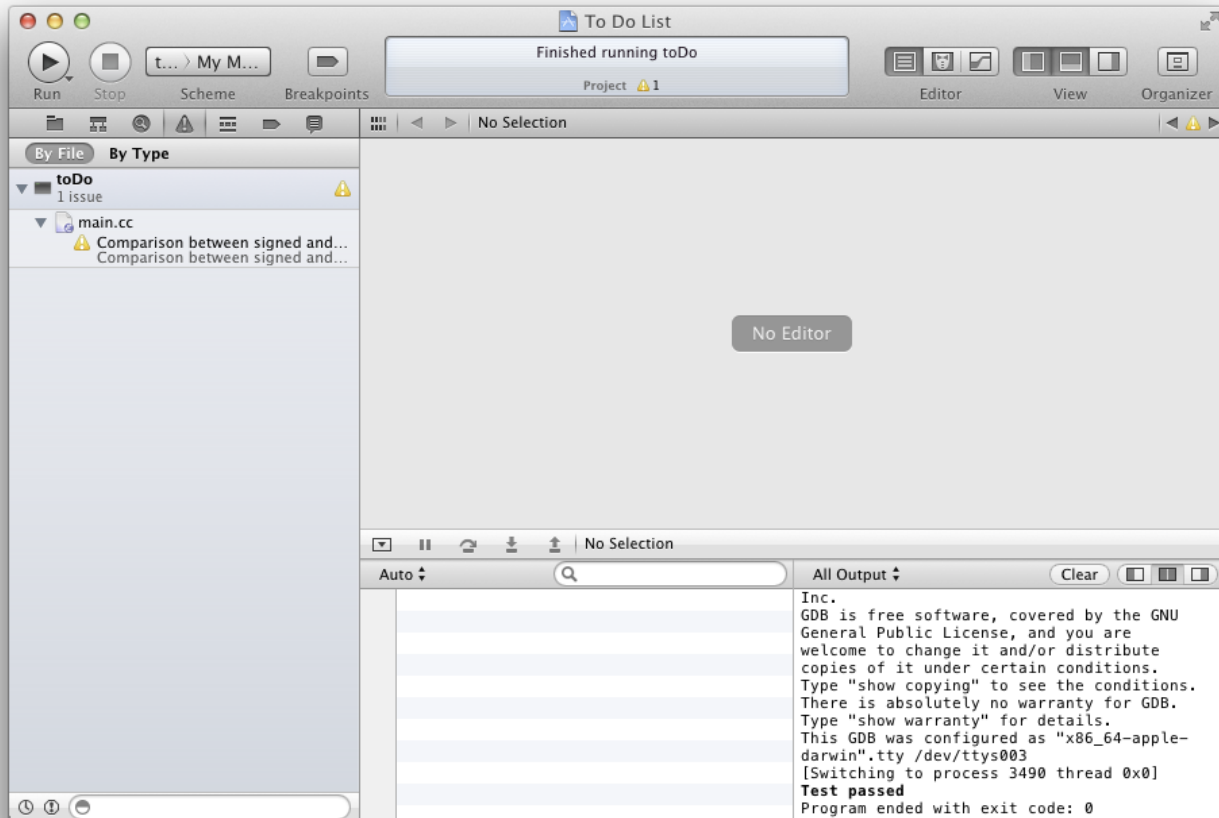 To Do List
t... 〉 My M...
Finished running toDo
Project 1
Run
Stop
Scheme
Breakpoints
Editor
View
Organizer
No Selection
By File
By Type
toDo
1 issue
main.cc
Comparison between signed and...
Comparison between signed and...
No Editor
No Selection
Auto
All Output
Clear
Inc.
GDB is free software, covered by the GNU
General Public License, and you are
welcome to change it and/or distribute
copies of it under certain conditions.
Type "show copying" to see the conditions.
There is absolutely no warranty for GDB.
Type "show warranty" for details.
This GDB was configured as "x86_64-apple-
darwin".tty /dev/ttys003
[Switching to process 3490 thread 0x0]
Test passed
Program ended with exit code: 0